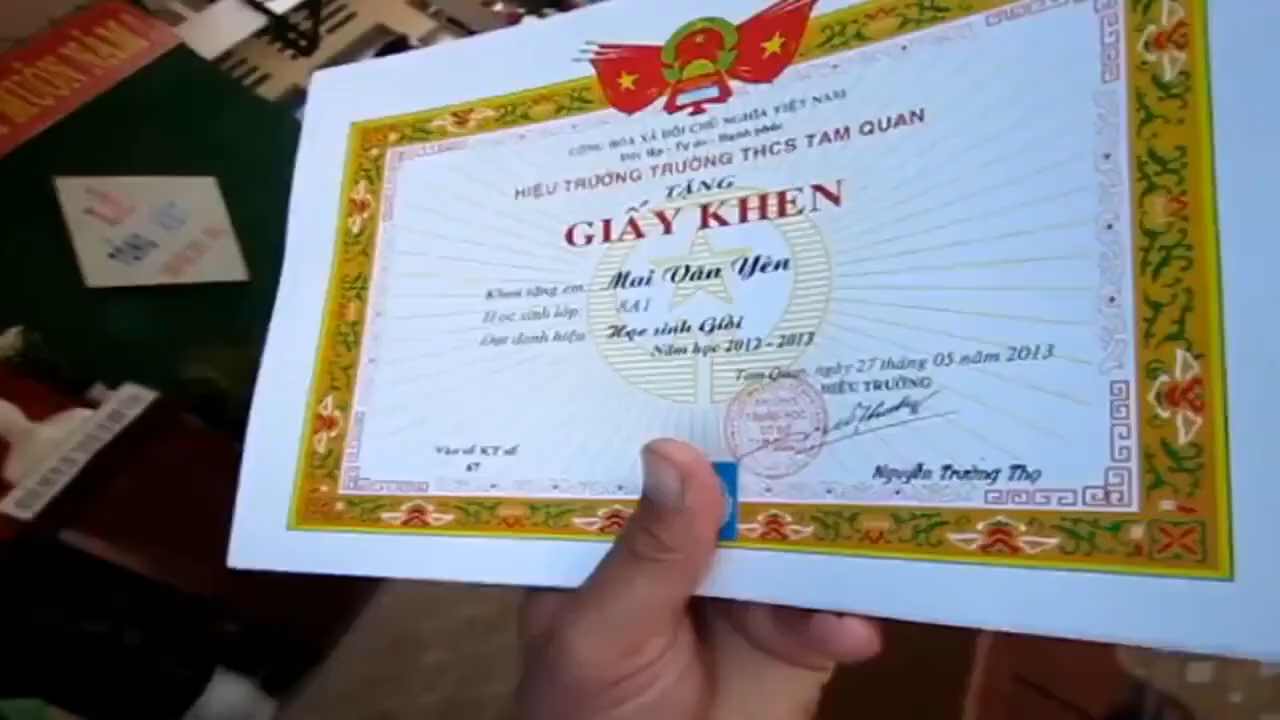 MUÔN NĂM
CỘNG HÒA XÃ HỘI CHỦ NGHĨA VIỆT NAM
Độc lập - Tự do - Hạnh phúc
HIỆU TRƯỞNG TRƯỜNG THCS TAM QUAN
TẶNG
GIẤY KHEN
Khen tặng em Mai Văn Yên
Học sinh lớp 8A1
Đạt danh hiệu Học sinh Giỏi
Năm học 2012 - 2013
Tam Quan, ngày 27 tháng 05 năm 2013
HIỆU TRƯỞNG
Vào sổ KT số
67
Nguyễn Trường Thọ